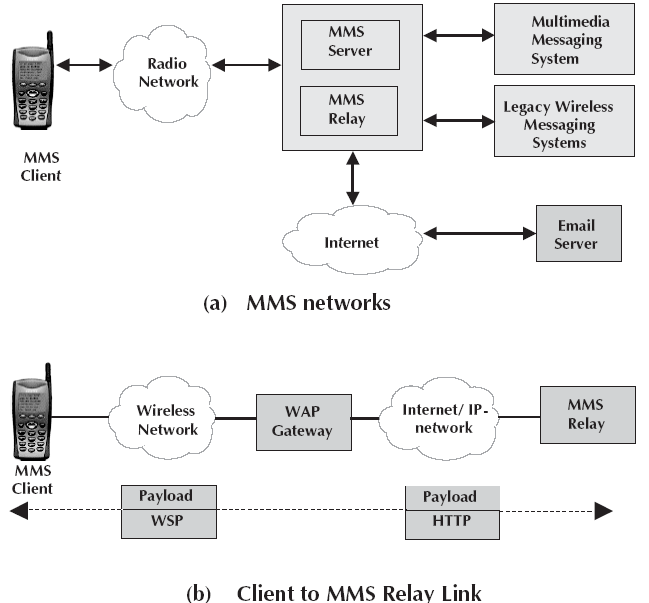 MMS
Client
Radio
Network
MMS
Server
MMS
Relay
Multimedia
Messaging
System
Legacy Wireless
Messaging
Systems
Internet
Email
Server
(a) MMS networks
MMS
Client
Wireless
Network
WAP
Gateway
Internet/ IP-
network
MMS
Relay
Payload
WSP
Payload
HTTP
(b) Client to MMS Relay Link